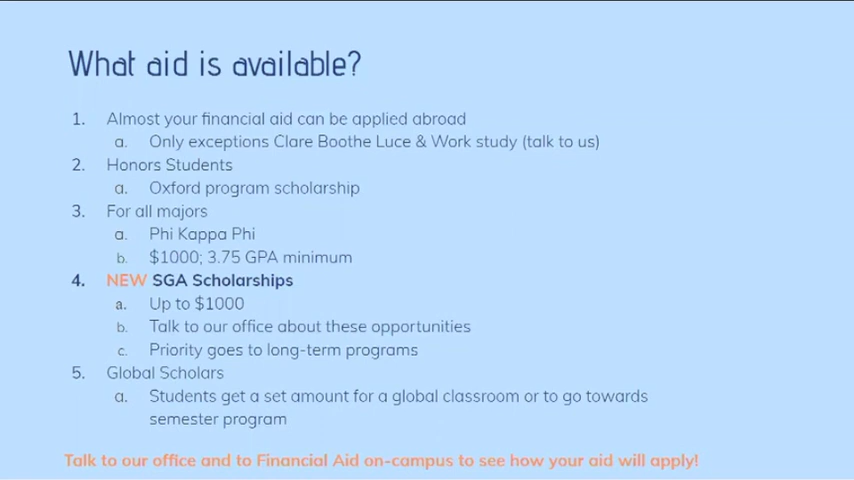 What aid is available?
1. Almost your financial aid can be applied abroad
a. Only exceptions Clare Boothe Luce & Work study (talk to us)
2. Honors Students
a. Oxford program scholarship
3. For all majors
a. Phi Kappa Phi
b. $1000; 3.75 GPA minimum
4. NEW SGA Scholarships
a. Up to $1000
b. Talk to our office about these opportunities
c. Priority goes to long-term programs
5. Global Scholars
a. Students get a set amount for a global classroom or to go towards
semester program
Talk to our office and to Financial Aid on-campus to see how your aid will apply!